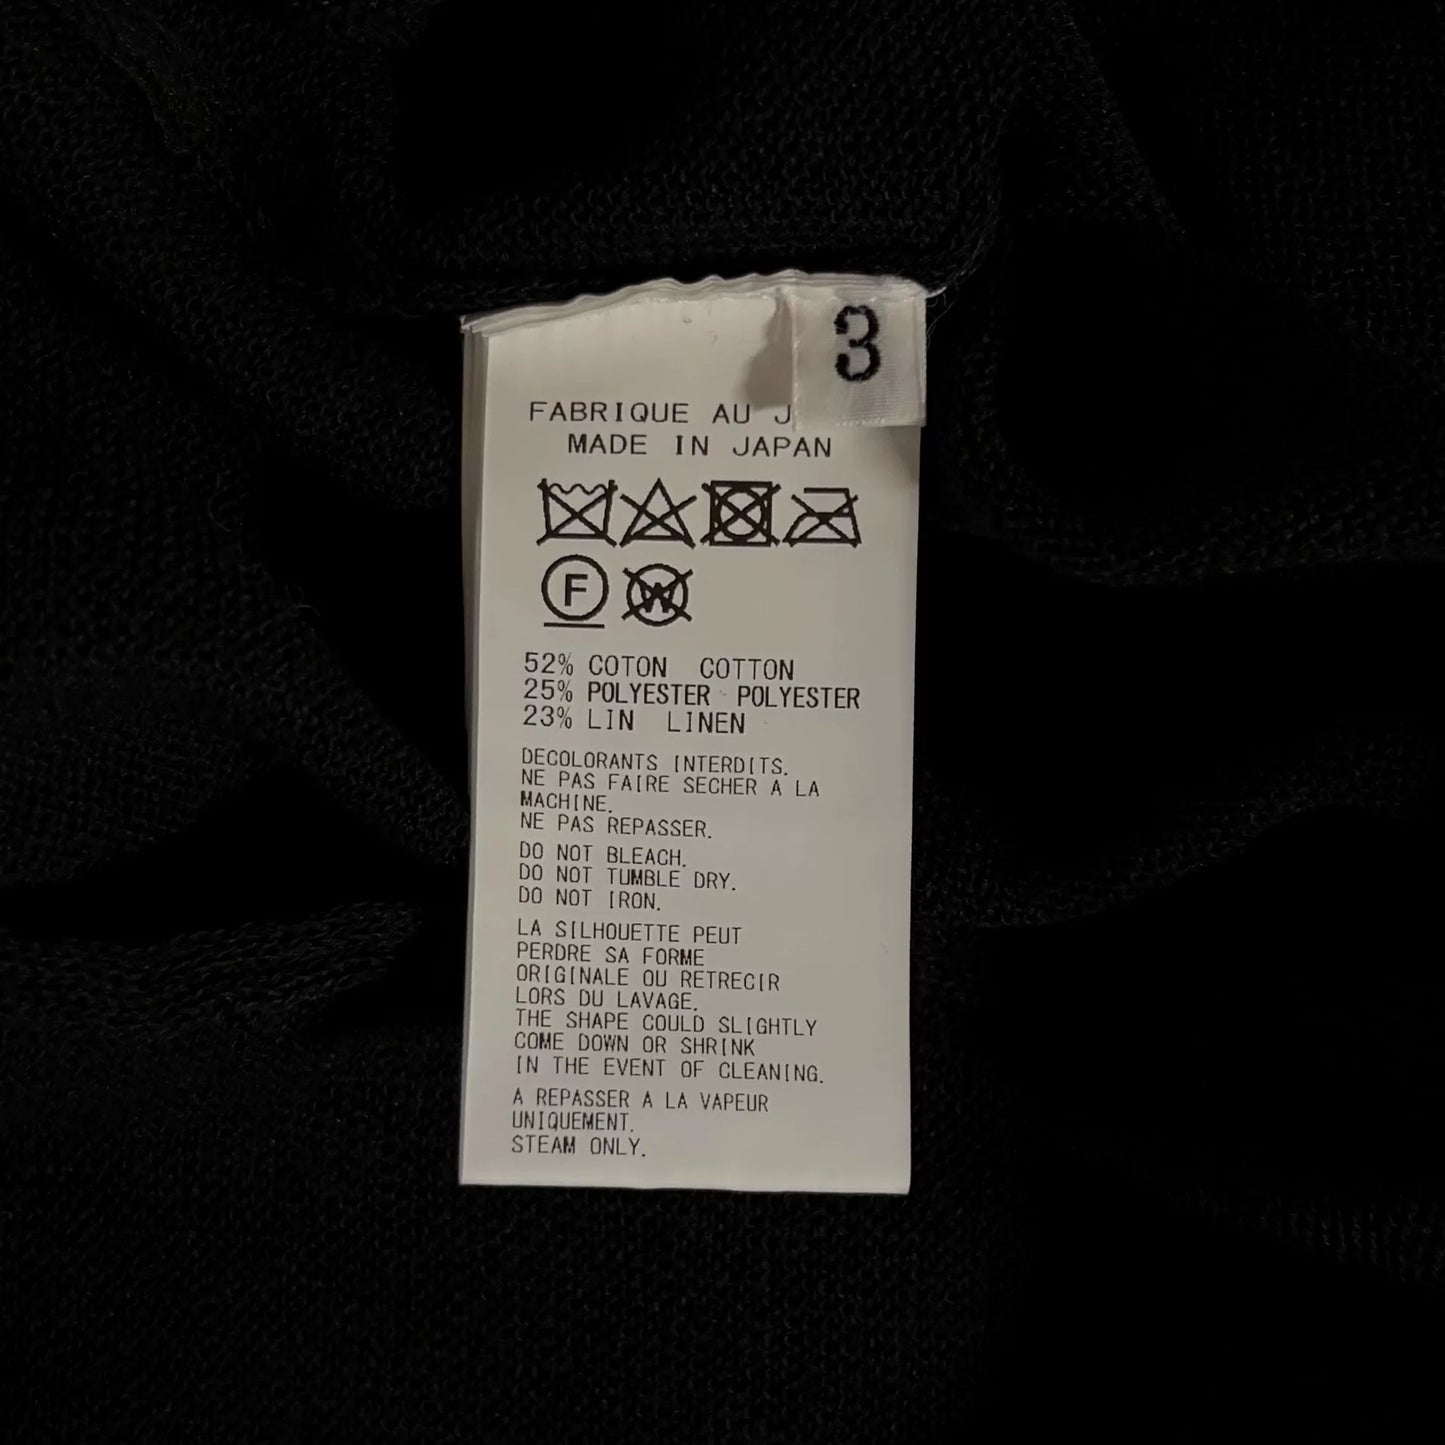 3
FABRIQUE AU
MADE IN JAPAN
F W
52% COTON COTTON
25% POLYESTER POLYESTER
23% LIN LINEN
DECOLORANTS INTERDITS.
NE PAS FAIRE SECHER A LA
MACHINE.
NE PAS REPASSER.
DO NOT BLEACH.
DO NOT TUMBLE DRY.
DO NOT IRON.
LA SILHOUETTE PEUT
PERDRE SA FORME
ORIGINALE OU RETRECIR
LORS DU LAVAGE.
THE SHAPE COULD SLIGHTLY
COME DOWN OR SHRINK
IN THE EVENT OF CLEANING.
A REPASSER A LA VAPEUR
UNIQUEMENT.
STEAM ONLY.